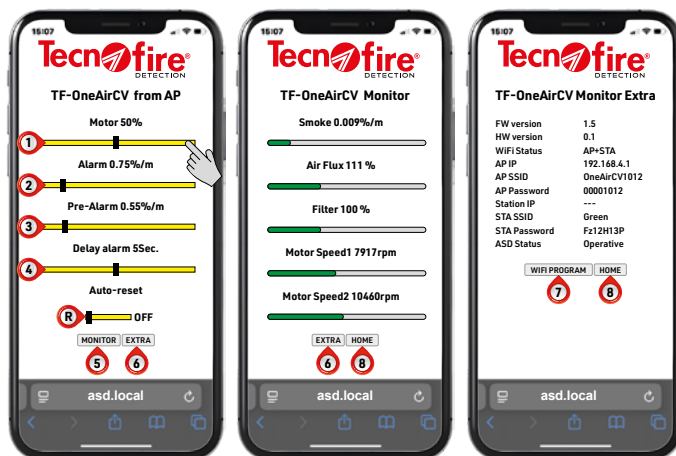 15:07
Tecnofire®
DETECTION
TF-OneAirCV from AP
Motor 50%
1
Alarm 0.75%/m
2
Pre-Alarm 0.55%/m
3
Delay alarm 5Sec.
4
Auto-reset
R
OFF
MONITOR EXTRA
5 6
asd.local
15:07
Tecnofire®
DETECTION
TF-OneAirCV Monitor
Smoke 0.009%/m
Air Flux 111 %
Filter 100 %
Motor Speed1 7917rpm
Motor Speed2 10460rpm
EXTRA HOME
6 8
asd.local
15:07
Tecnofire®
DETECTION
TF-OneAirCV Monitor Extra
FW version 1.5
HW version 0.1
WiFi Status AP+STA
AP IP 192.168.4.1
AP SSID OneAirCV1012
AP Password 00001012
Station IP ---
STA SSID Green
STA Password Fz12H13P
ASD Status Operative
WIFI PROGRAM HOME
7 8
asd.local